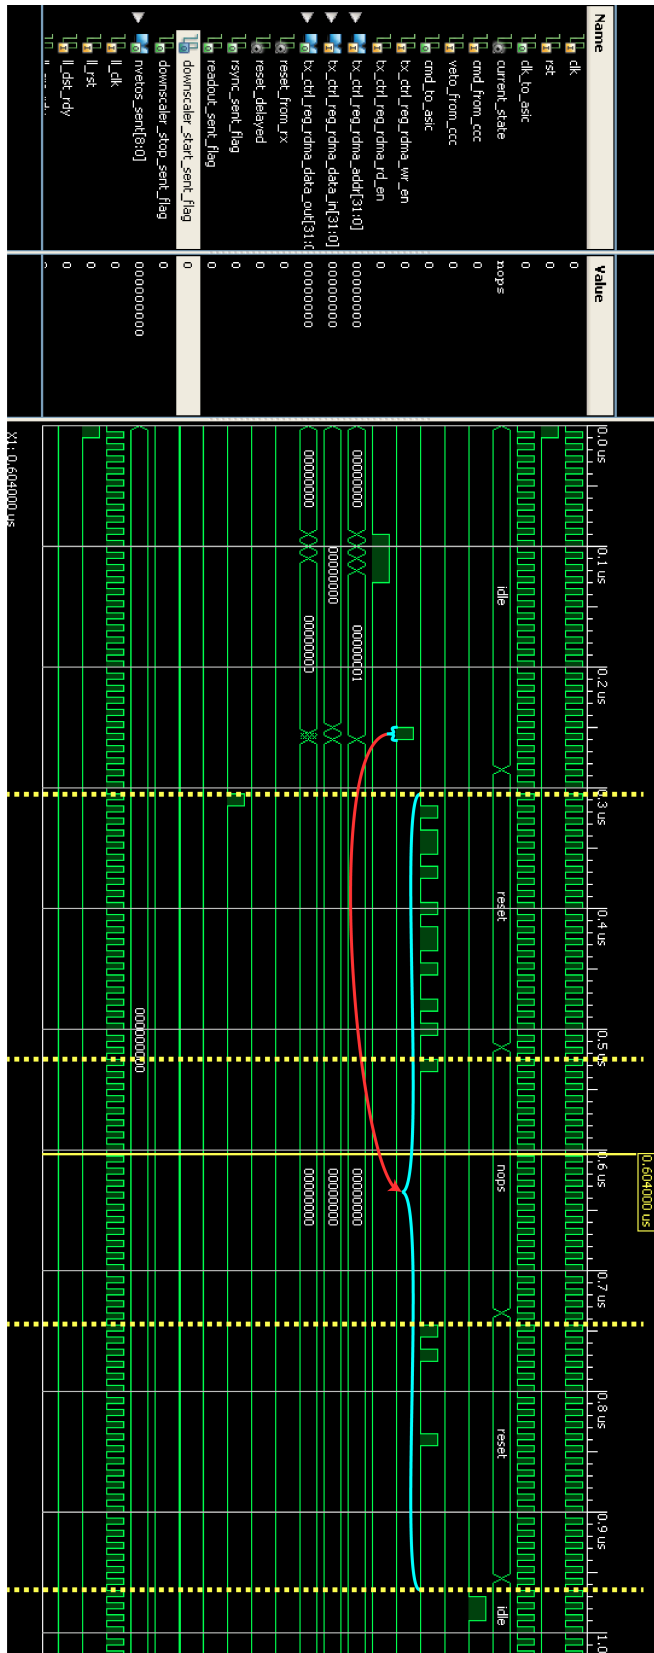 Name
Value
clk
0
rst
0
clk_to_asic
0
current_state
nops
cmd_from_ccc
0
veto_from_ccc
0
cmd_to_asic
0
tx_ctrl_reg_rdma_wr_en
0
tx_ctrl_reg_rdma_rd_en
0
tx_ctrl_reg_rdma_addr[31:0]
00000000
tx_ctrl_reg_rdma_data_in[31:0]
00000000
tx_ctrl_reg_rdma_data_out[31:0
00000000
reset_from_rx
0
reset_delayed
0
rsync_sent_flag
0
readout_sent_flag
0
downscaler_start_sent_flag
0
downscaler_stop_sent_flag
0
nvetos_sent[8:0]
000000000
ll_clk
0
ll_rst
0
ll_dst_rdy
0
0.604000 us
0.0 us
0.1 us
0.2 us
0.3 us
0.4 us
0.5 us
0.6 us
0.7 us
0.8 us
0.9 us
1.0
idle
reset
nops
reset
idle
00000000
00000001
00000000
00000000
00000000
00000000
00000000
00000000
000000000
X1: 0.604000 us